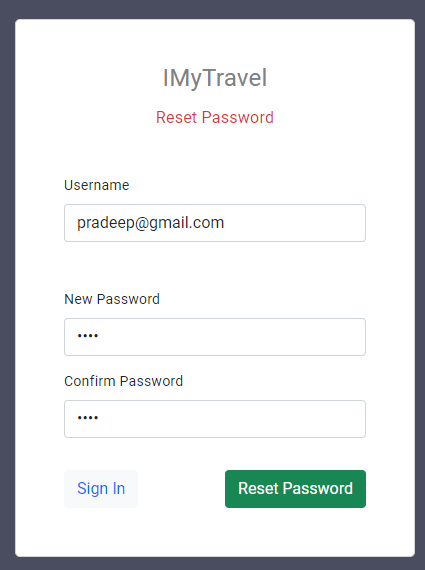 IMyTravel
Reset Password
Username
pradeep@gmail.com
New Password
••••
Confirm Password
••••
Sign In Reset Password